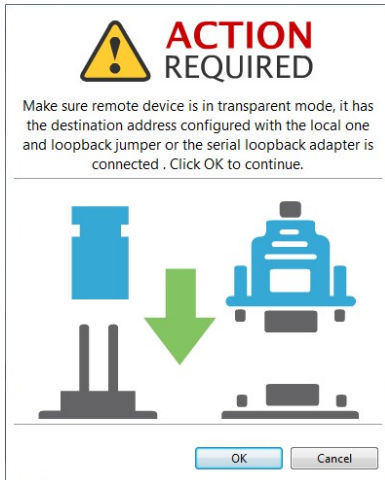 ACTION
REQUIRED
Make sure remote device is in transparent mode, it has
the destination address configured with the local one
and loopback jumper or the serial loopback adapter is
connected . Click OK to continue.
OK
Cancel